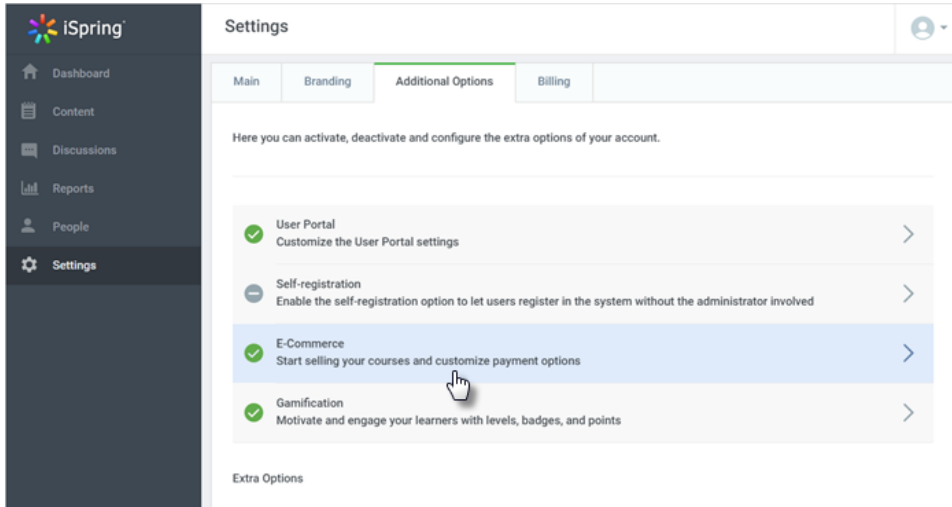 iSpring
Settings
Dashboard
Content
Discussions
Reports
People
Settings
Main
Branding
Additional Options
Billing
Here you can activate, deactivate and configure the extra options of your account.
User Portal
Customize the User Portal settings
Self-registration
Enable the self-registration option to let users register in the system without the administrator involved
E-Commerce
Start selling your courses and customize payment options
Gamification
Motivate and engage your learners with levels, badges, and points
Extra Options